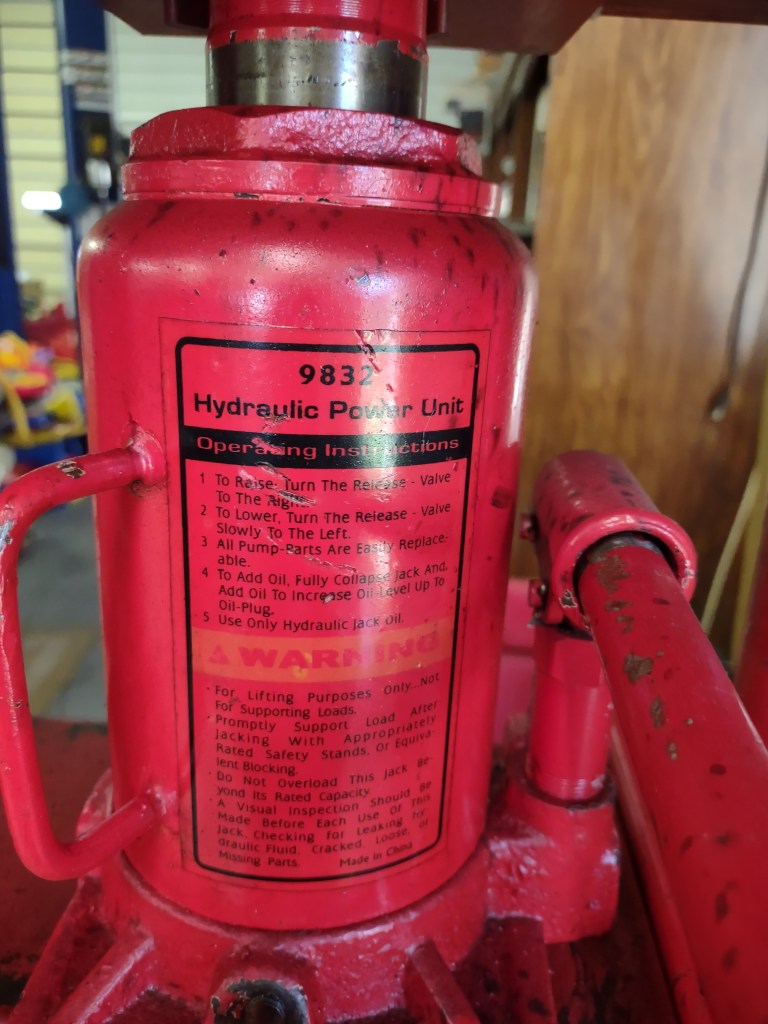 9832
Hydraulic Power Unit
Operating Instructions
1 To Raise, Turn The Release - Valve
To The Right.
2 To Lower, Turn The Release - Valve
Slowly To The Left.
3 All Pump-Parts Are Easily Replace-
able.
4 To Add Oil, Fully Collapse Jack And,
Add Oil To Increase Oil-Level Up To
Oil-Plug.
5 Use Only Hydraulic Jack Oil.
WARNING
· For Lifting Purposes Only...Not
For Supporting Loads.
· Promptly Support Load After
Jacking With Appropriately
Rated Safety Stands, Or Equiva-
lent Blocking.
· Do Not Overload This Jack Be-
yond Its Rated Capacity.
· A Visual Inspection Should Be
Made Before Each Use Of This
Jack, Checking for Leaking hy-
draulic Fluid, Cracked, Loose, or
Missing Parts. Made in China